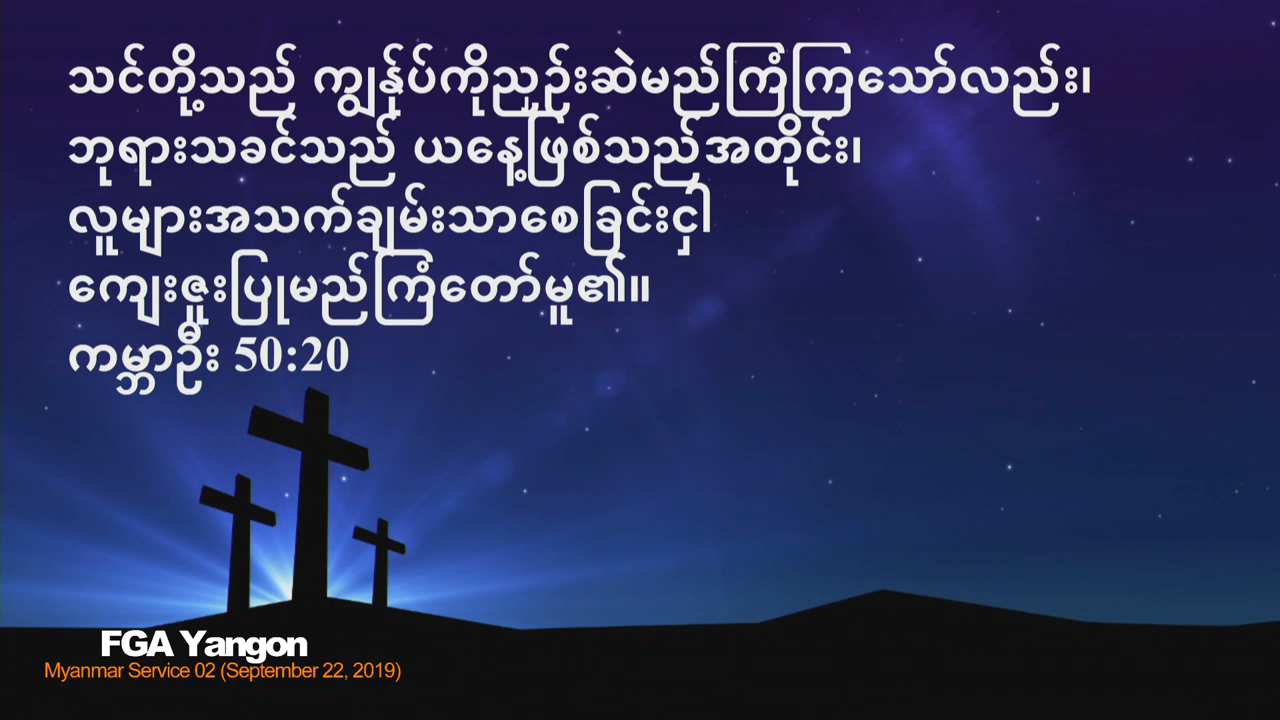 သင်တို့သည် ကျွန်ုပ်ကိုညှဉ်းဆဲမည်ကြံကြသော်လည်း၊
ဘုရားသခင်သည် ယနေ့ဖြစ်သည်အတိုင်း၊
လူများအသက်ချမ်းသာစေခြင်းငှါ
ကျေးဇူးပြုမည်ကြံတော်မူ၏။
ကမ္ဘာဦး 50:20
FGA Yangon
Myanmar Service 02 (September 22, 2019)